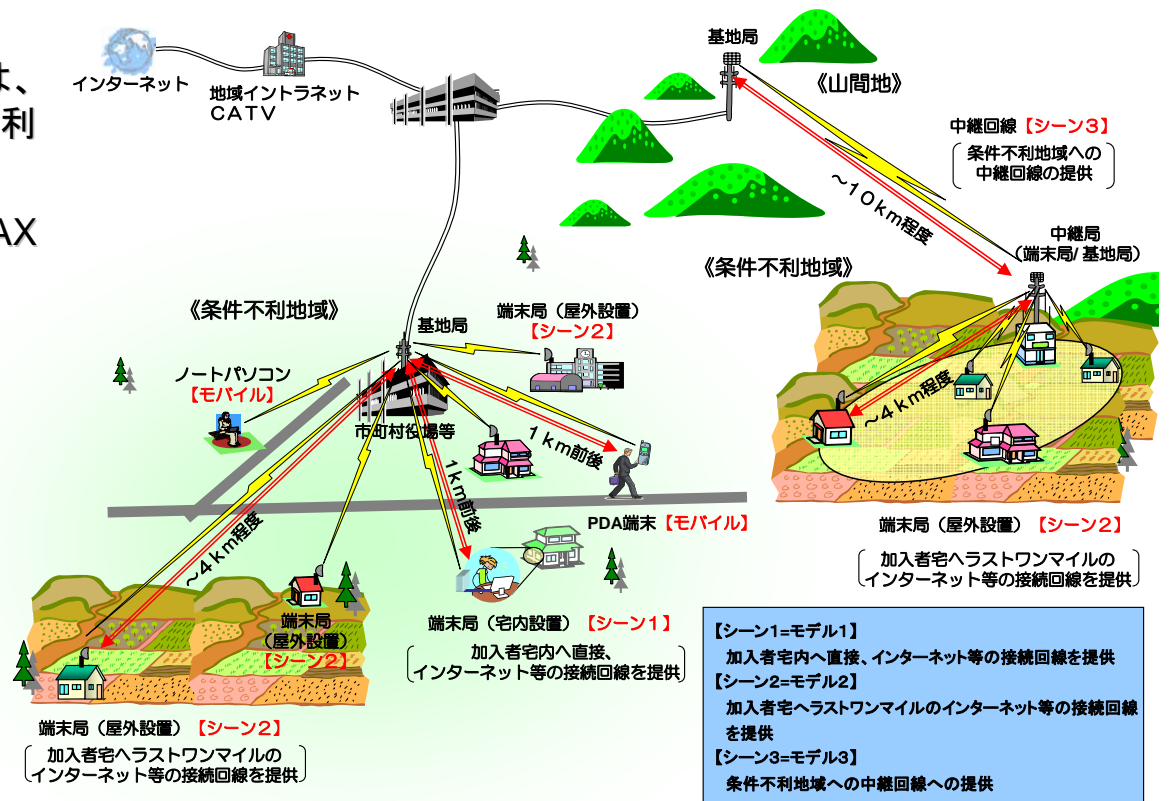 は、
利
AX
インターネット
地域イントラネット
CATV
基地局
《山間地》
中継回線【シーン3】
条件不利地域への
中継回線の提供
~10km程度
中継局
(端末局/基地局)
《条件不利地域》
~4km程度
端末局(屋外設置)【シーン2】
加入者宅へラストワンマイルの
インターネット等の接続回線を提供
《条件不利地域》
基地局
端末局(屋外設置)
【シーン2】
ノートパソコン
【モバイル】
市町村役場等
1km前後
1km前後
PDA端末【モバイル】
~4km程度
端末局
(屋外設置)
【シーン2】
端末局(宅内設置)【シーン1】
加入者宅内へ直接、
インターネット等の接続回線を提供
端末局(屋外設置)【シーン2】
加入者宅へラストワンマイルの
インターネット等の接続回線を提供
【シーン1=モデル1】
加入者宅内へ直接、インターネット等の接続回線を提供
【シーン2=モデル2】
加入者宅へラストワンマイルのインターネット等の接続回線
を提供
【シーン3=モデル3】
条件不利地域への中継回線への提供